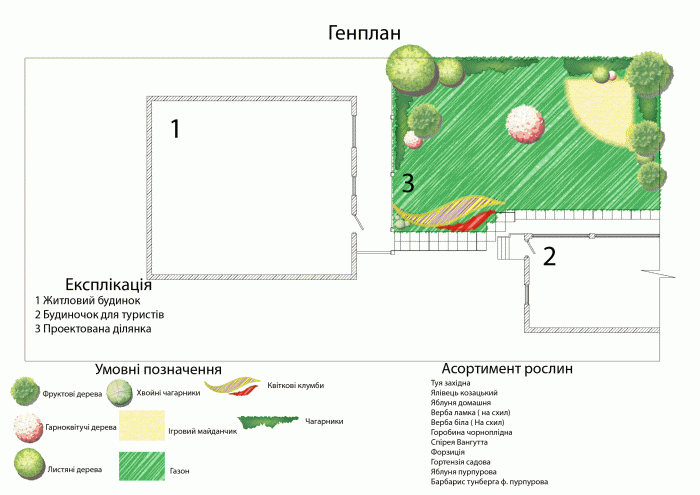 Генплан
1
3
2
Експлікація
1 Житловий будинок
2 Будиночок для туристів
3 Проектована ділянка
Умовні позначення
Фруктові дерева
Хвойні чагарники
Квіткові клумби
Гарноквітучі дерева
Ігровий майданчик
Чагарники
Листяні дерева
Газон
Асортимент рослин
Туя західна
Ялівець козацький
Яблуня домашня
Верба ламка ( на схил)
Верба біла ( На схил)
Горобина чорноплідна
Спірея Вангутта
Форзиція
Гортензія садова
Яблуня пурпурова
Барбарис тунберга ф. пурпурова